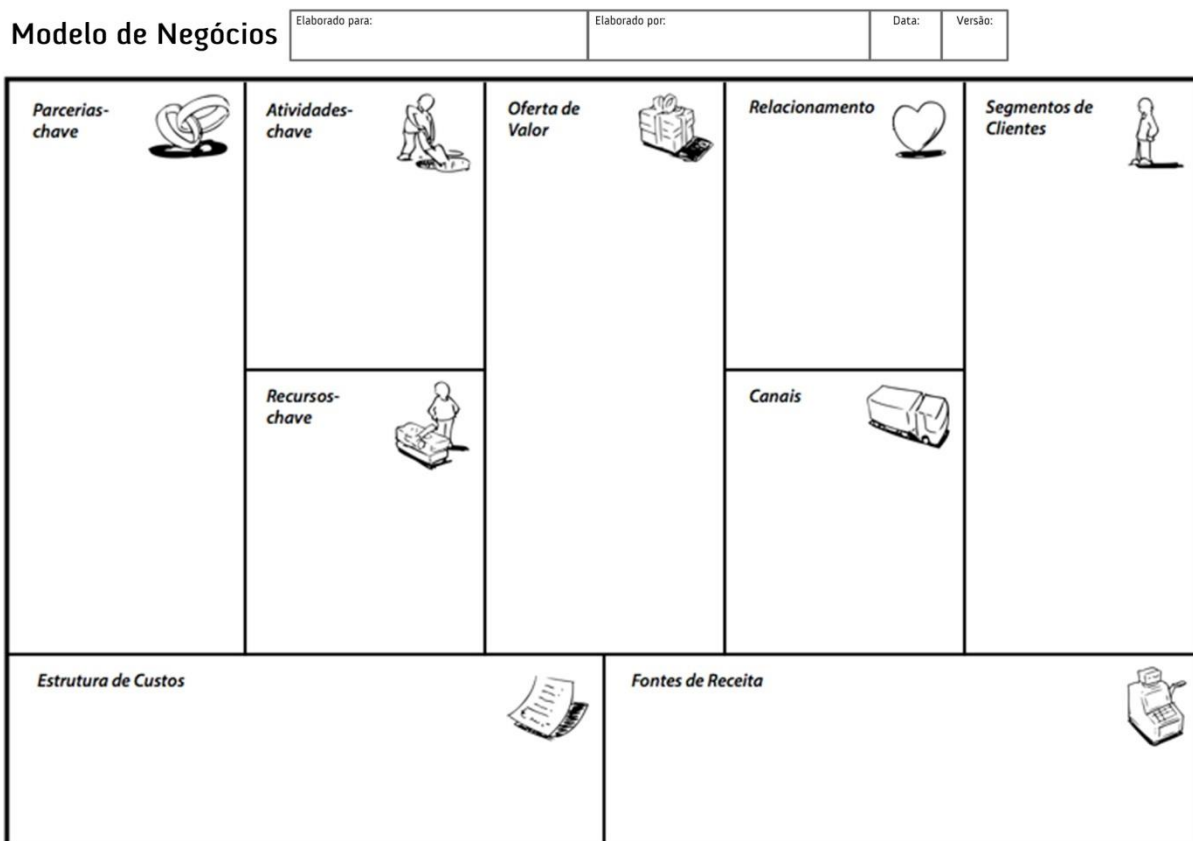 Modelo de Negócios
Elaborado para:
Elaborado por:
Data:
Versão:
Parcerias-
chave
Atividades-
chave
Oferta de
Valor
Relacionamento
Segmentos de
Clientes
Recursos-
chave
Canais
Estrutura de Custos
Fontes de Receita